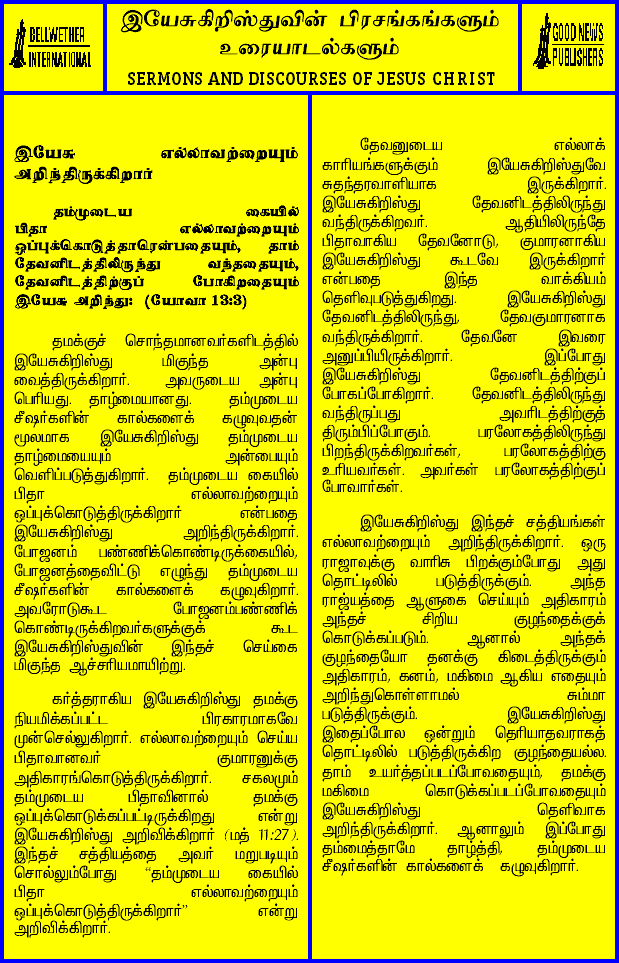 BELLWETHER
INTERNATIONAL
இயேசுகிறிஸ்துவின் பிரசங்கங்களும்
உரையாடல்களும்
SERMONS AND DISCOURSES OF JESUS CHRIST
GOOD NEWS
PUBLISHERS
இயேசு எல்லாவற்றையும்
அறிந்திருக்கிறார்
தம்முடைய கையில்
பிதா எல்லாவற்றையும்
ஒப்புக்கொடுத்தாரென்பதையும், தாம்
தேவனிடத்திலிருந்து வந்ததையும்,
தேவனிடத்திற்குப் போகிறதையும்
இயேசு அறிந்து: (யோவா 13:3)
தமக்குச் சொந்தமானவர்களிடத்தில்
இயேசுகிறிஸ்து மிகுந்த அன்பு
வைத்திருக்கிறார். அவருடைய அன்பு
பெரியது. தாழ்மையானது. தம்முடைய
சீஷர்களின் கால்களைக் கழுவுவதன்
மூலமாக இயேசுகிறிஸ்து தம்முடைய
தாழ்மையையும் அன்பையும்
வெளிப்படுத்துகிறார். தம்முடைய கையில்
பிதா எல்லாவற்றையும்
ஒப்புக்கொடுத்திருக்கிறார் என்பதை
இயேசுகிறிஸ்து அறிந்திருக்கிறார்.
போஜனம் பண்ணிக்கொண்டிருக்கையில்,
போஜனத்தைவிட்டு எழுந்து தம்முடைய
சீஷர்களின் கால்களைக் கழுவுகிறார்.
அவரோடுகூட போஜனம்பண்ணிக்
கொண்டிருக்கிறவர்களுக்குக் கூட
இயேசுகிறிஸ்துவின் இந்தச் செய்கை
மிகுந்த ஆச்சரியமாயிற்று.
கர்த்தராகிய இயேசுகிறிஸ்து தமக்கு
நியமிக்கப்பட்ட பிரகாரமாகவே
முன்செல்லுகிறார். எல்லாவற்றையும் செய்ய
பிதாவானவர் குமாரனுக்கு
அதிகாரங்கொடுத்திருக்கிறார். சகலமும்
தம்முடைய பிதாவினால் தமக்கு
ஒப்புக்கொடுக்கப்பட்டிருக்கிறது என்று
இயேசுகிறிஸ்து அறிவிக்கிறார் (மத் 11:27).
இந்தச் சத்தியத்தை அவர் மறுபடியும்
சொல்லும்போது “தம்முடைய கையில்
பிதா எல்லாவற்றையும்
ஒப்புக்கொடுத்திருக்கிறார்” என்று
அறிவிக்கிறார்.
தேவனுடைய எல்லாக்
காரியங்களுக்கும் இயேசுகிறிஸ்துவே
சுதந்தரவாளியாக இருக்கிறார்.
இயேசுகிறிஸ்து தேவனிடத்திலிருந்து
வந்திருக்கிறவர். ஆதியிலிருந்தே
பிதாவாகிய தேவனோடு, குமாரனாகிய
இயேசுகிறிஸ்து கூடவே இருக்கிறார்
என்பதை இந்த வாக்கியம்
தெளிவுபடுத்துகிறது. இயேசுகிறிஸ்து
தேவனிடத்திலிருந்து, தேவகுமாரனாக
வந்திருக்கிறார். தேவனே இவரை
அனுப்பியிருக்கிறார். இப்போது
இயேசுகிறிஸ்து தேவனிடத்திற்குப்
போகப்போகிறார். தேவனிடத்திலிருந்து
வந்திருப்பது அவரிடத்திற்குத்
திரும்பிப்போகும். பரலோகத்திலிருந்து
பிறந்திருக்கிறவர்கள், பரலோகத்திற்கு
உரியவர்கள். அவர்கள் பரலோகத்திற்குப்
போவார்கள்.
இயேசுகிறிஸ்து இந்தச் சத்தியங்கள்
எல்லாவற்றையும் அறிந்திருக்கிறார். ஒரு
ராஜாவுக்கு வாரிசு பிறக்கும்போது அது
தொட்டிலில் படுத்திருக்கும். அந்த
ராஜ்யத்தை ஆளுகை செய்யும் அதிகாரம்
அந்தச் சிறிய குழந்தைக்குக்
கொடுக்கப்படும். ஆனால் அந்தக்
குழந்தையோ தனக்கு கிடைத்திருக்கும்
அதிகாரம், கனம், மகிமை ஆகிய எதையும்
அறிந்துகொள்ளாமல் சும்மா
படுத்திருக்கும். இயேசுகிறிஸ்து
இதைப்போல ஒன்றும் தெரியாதவராகத்
தொட்டிலில் படுத்திருக்கிற குழந்தையல்ல.
தாம் உயர்த்தப்படப்போவதையும், தமக்கு
மகிமை கொடுக்கப்படப்போவதையும்
இயேசுகிறிஸ்து தெளிவாக
அறிந்திருக்கிறார். ஆனாலும் இப்போது
தம்மைத்தாமே தாழ்த்தி, தம்முடைய
சீஷர்களின் கால்களைக் கழுவுகிறார்.